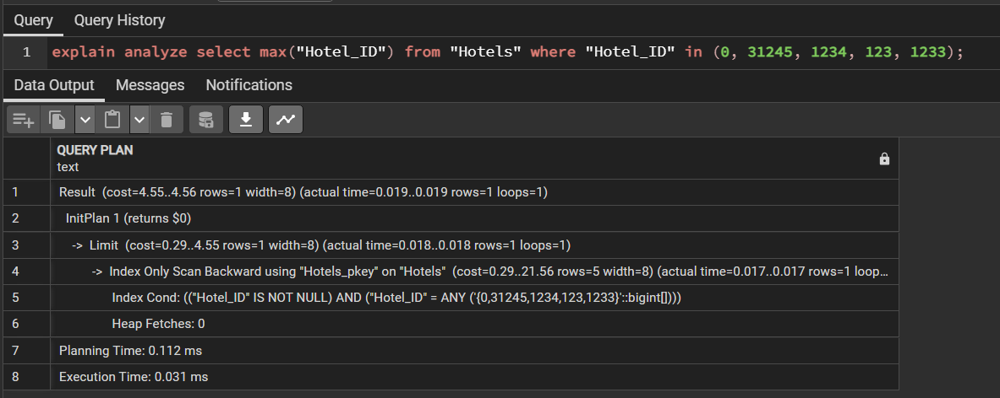 Query Query History
1 explain analyze select max("Hotel_ID") from "Hotels" where "Hotel_ID" in (0, 31245, 1234, 123, 1233);
Data Output Messages Notifications
QUERY PLAN
text
1 Result (cost=4.55..4.56 rows=1 width=8) (actual time=0.019..0.019 rows=1 loops=1)
2 InitPlan 1 (returns $0)
3 -> Limit (cost=0.29..4.55 rows=1 width=8) (actual time=0.018..0.018 rows=1 loops=1)
4 -> Index Only Scan Backward using "Hotels_pkey" on "Hotels" (cost=0.29..21.56 rows=5 width=8) (actual time=0.017..0.017 rows=1 loop...
5 Index Cond: (("Hotel_ID" IS NOT NULL) AND ("Hotel_ID" = ANY ('{0,31245,1234,123,1233}'::bigint[])))
6 Heap Fetches: 0
7 Planning Time: 0.112 ms
8 Execution Time: 0.031 ms